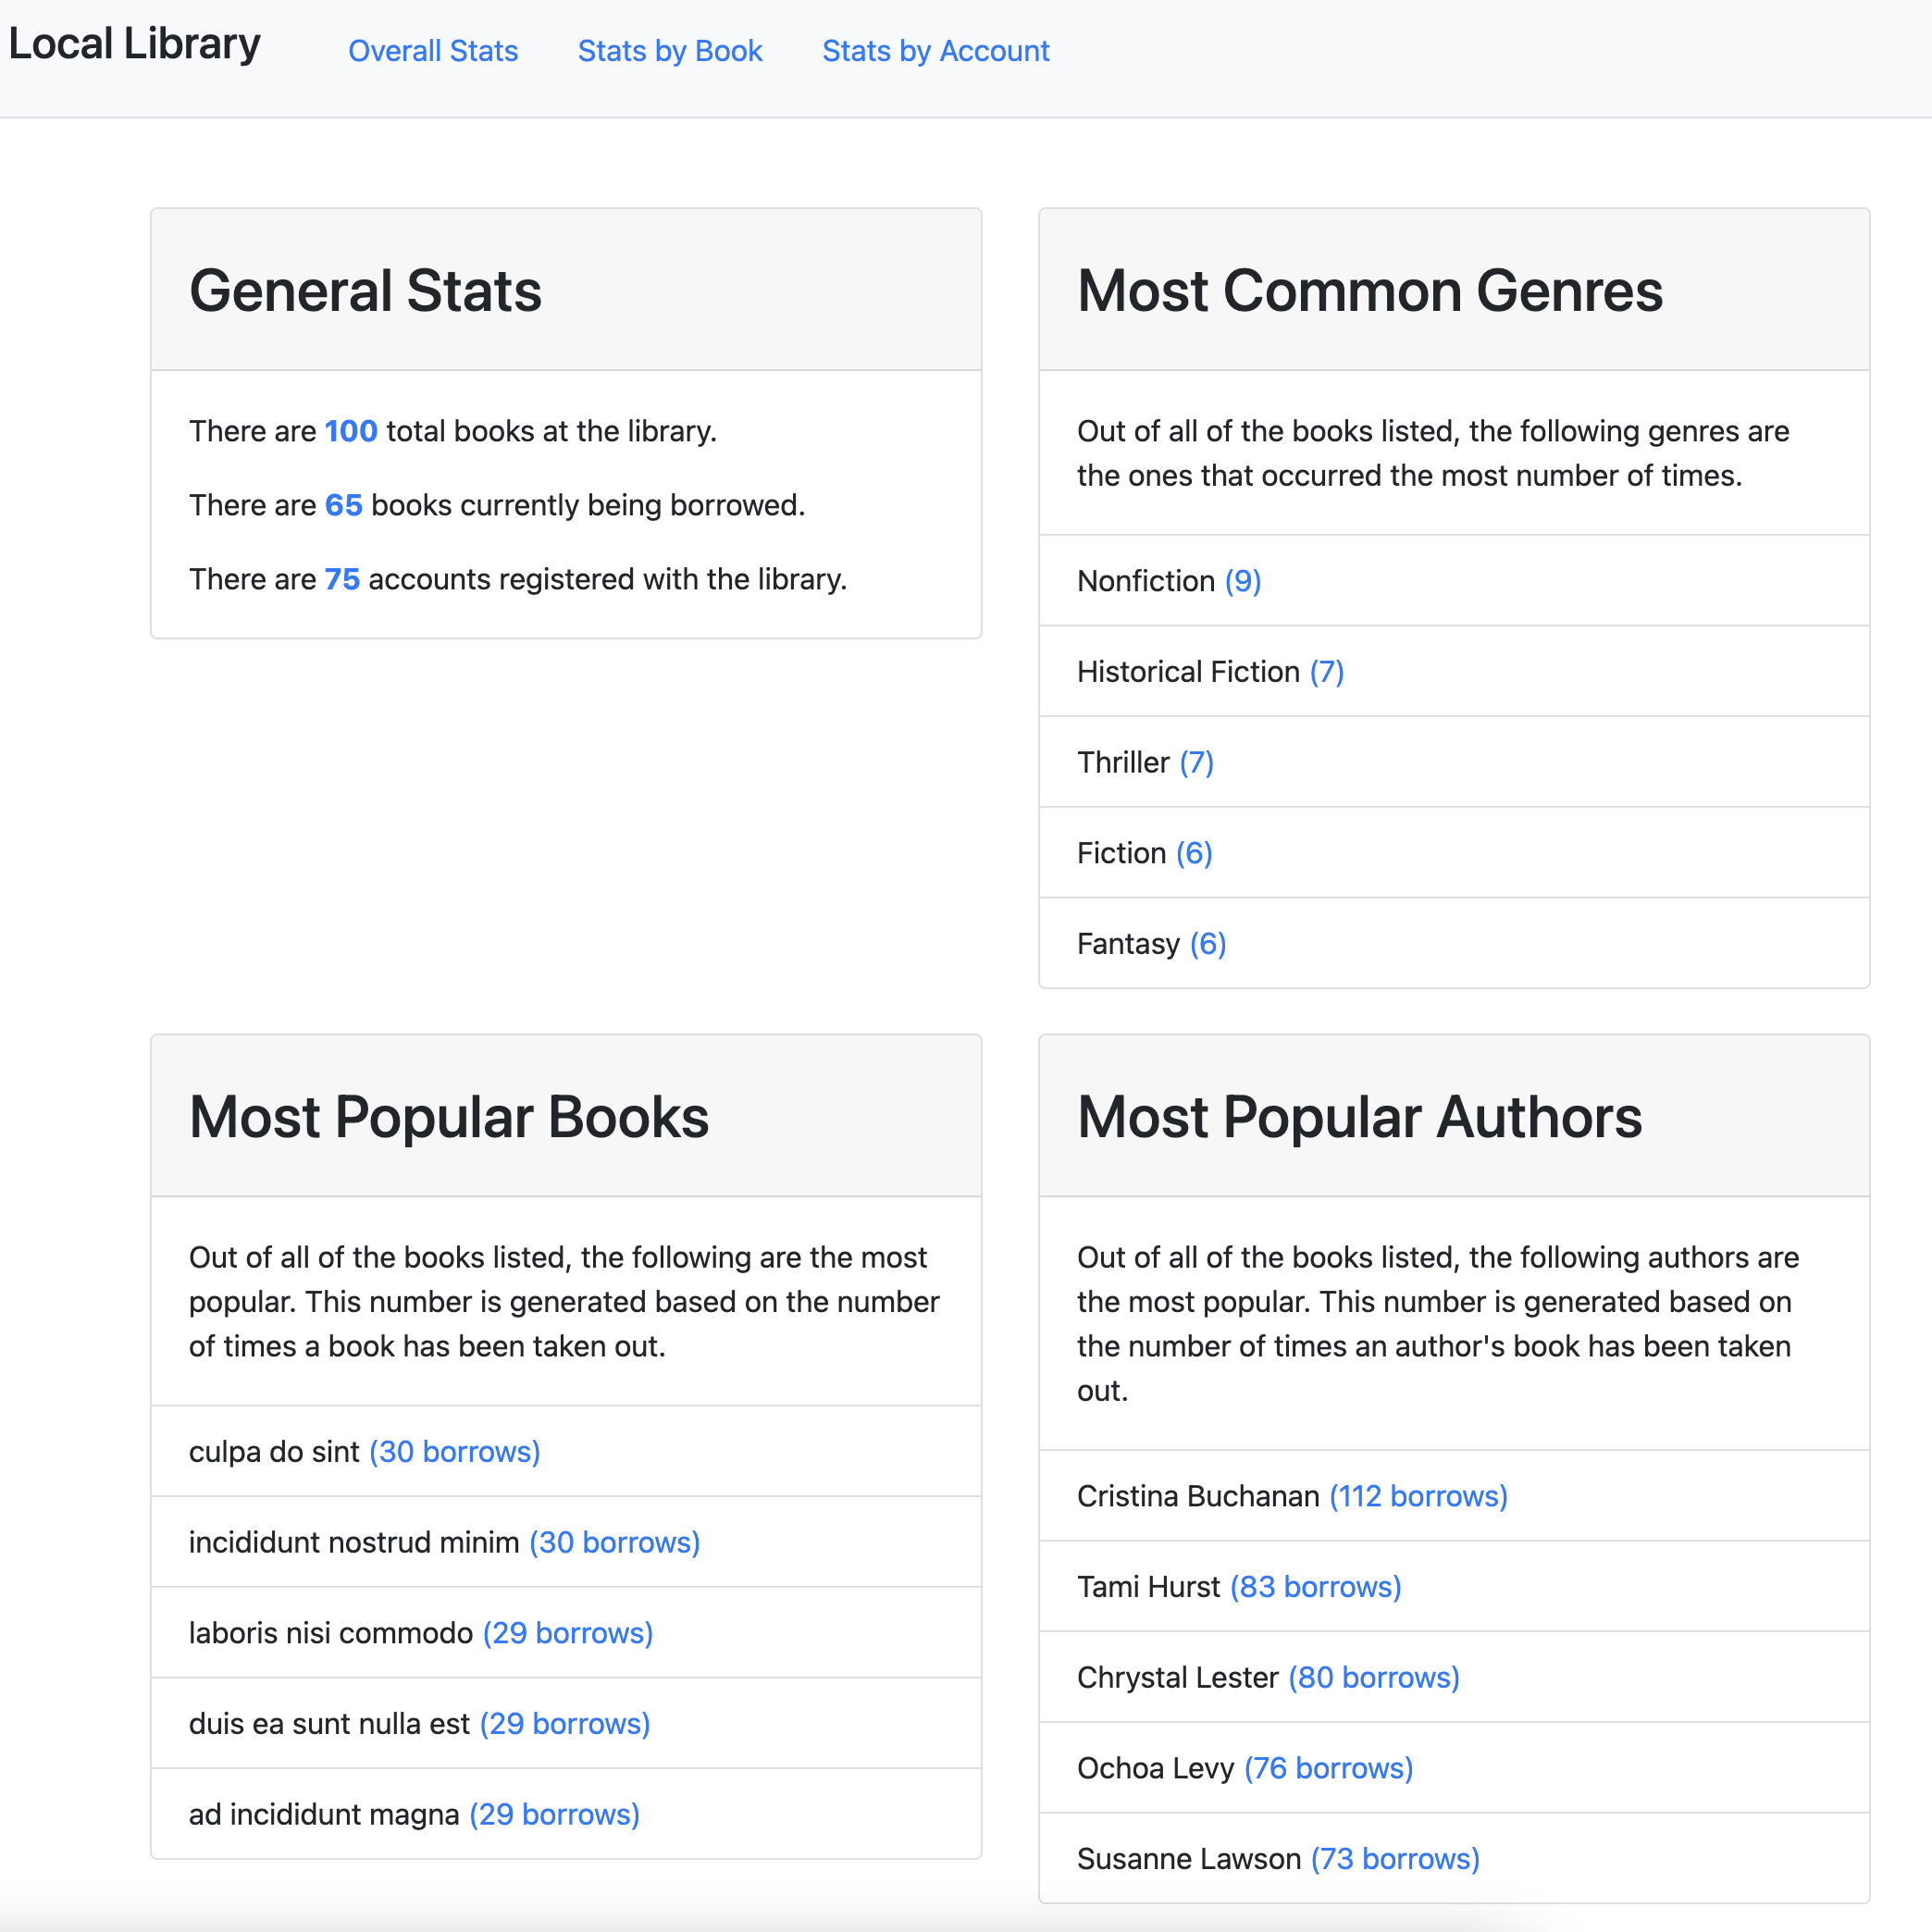 Local Library
Overall Stats
Stats by Book
Stats by Account
General Stats
There are 100 total books at the library.
There are 65 books currently being borrowed.
There are 75 accounts registered with the library.
Most Common Genres
Out of all of the books listed, the following genres are
the ones that occurred the most number of times.
Nonfiction (9)
Historical Fiction (7)
Thriller (7)
Fiction (6)
Fantasy (6)
Most Popular Books
Out of all of the books listed, the following are the most
popular. This number is generated based on the number
of times a book has been taken out.
culpa do sint (30 borrows)
incididunt nostrud minim (30 borrows)
laboris nisi commodo (29 borrows)
duis ea sunt nulla est (29 borrows)
ad incididunt magna (29 borrows)
Most Popular Authors
Out of all of the books listed, the following authors are
the most popular. This number is generated based on
the number of times an author's book has been taken
out.
Cristina Buchanan (112 borrows)
Tami Hurst (83 borrows)
Chrystal Lester (80 borrows)
Ochoa Levy (76 borrows)
Susanne Lawson (73 borrows)